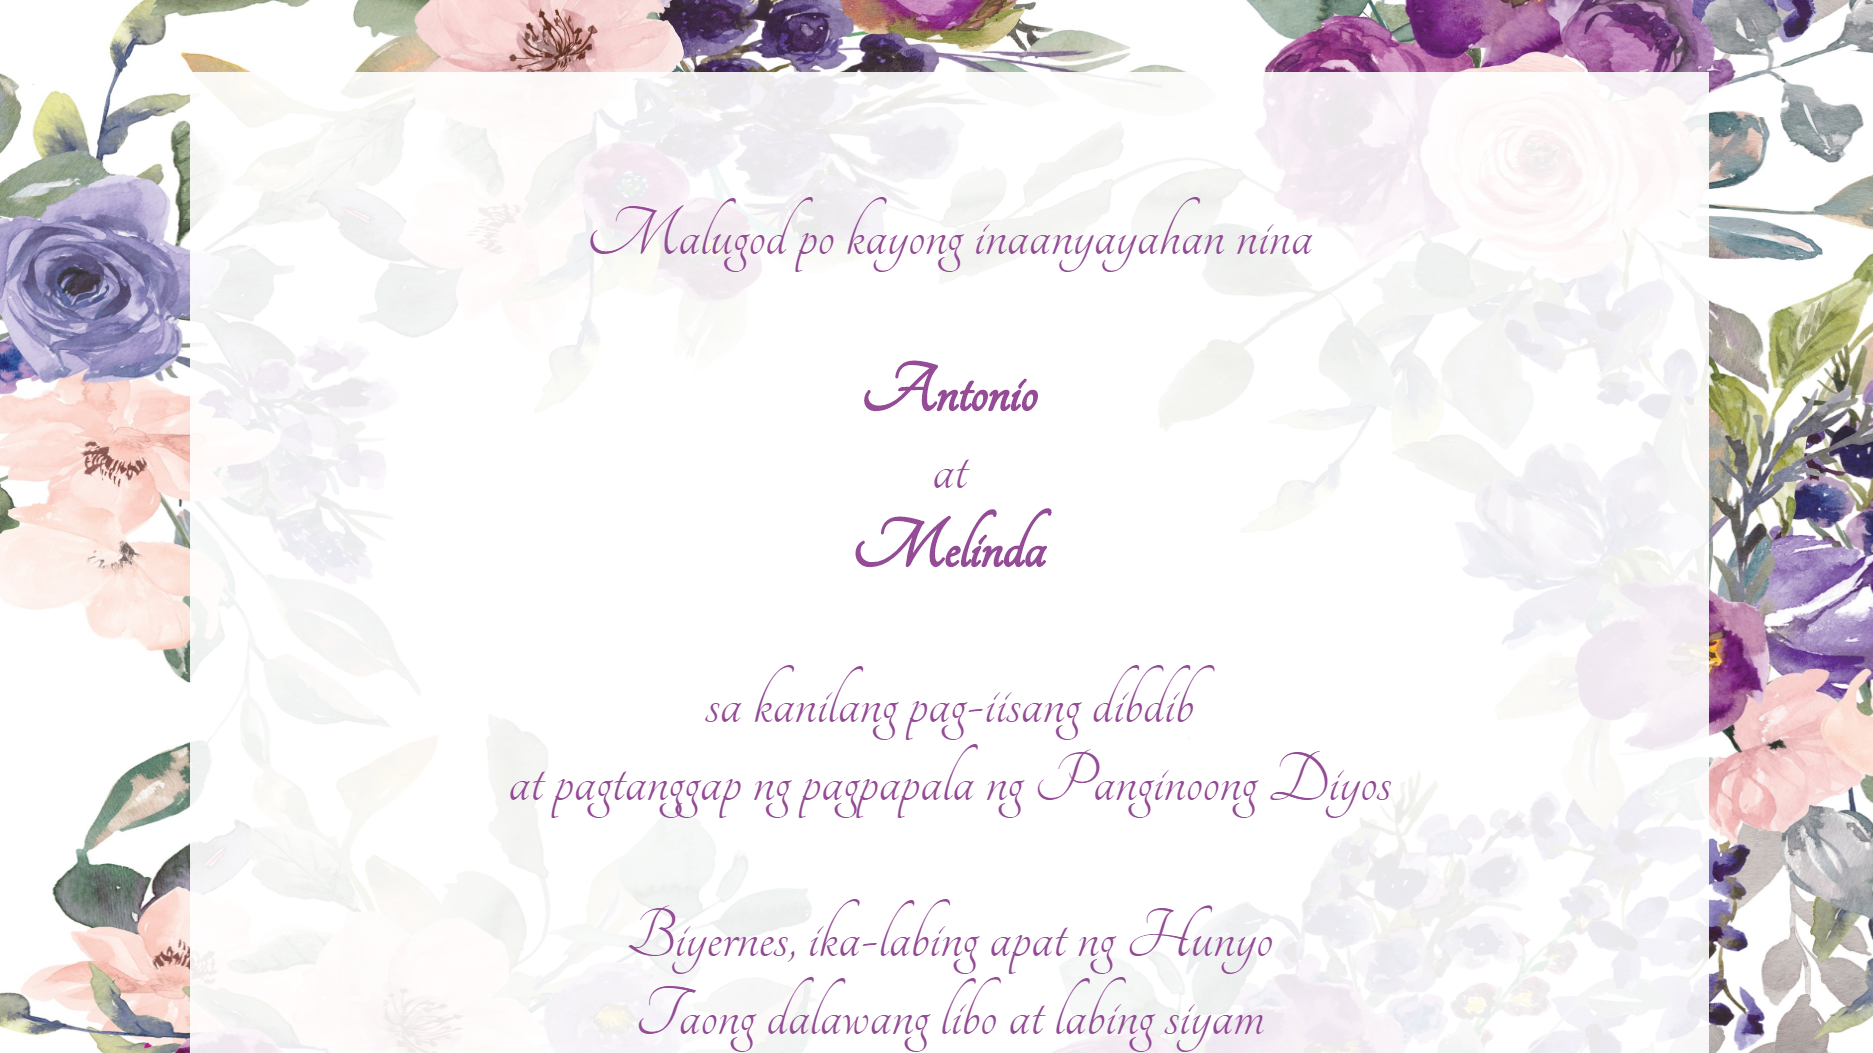 Malugod po kayong inaanyayahan nina
Antonio
at
Melinda
sa kanilang pag-iisang dibdib
at pagtanggap ng pagpapala ng Panginoong Diyos
Biyernes, ika-labing apat ng Hunyo
Taong dalawang libo at labing siyam